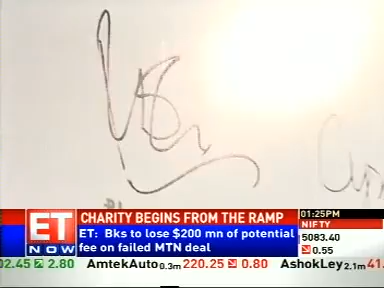 ET
NOW
CHARITY BEGINS FROM THE RAMP
ET: Bks to lose $200 mn of potential
fee on failed MTN deal
01:25PM
NIFTY
5083.40
0.55
02.45 2.80 AmtekAuto 0.3m 220.25 0.80 AshokLey 2.1m 41.